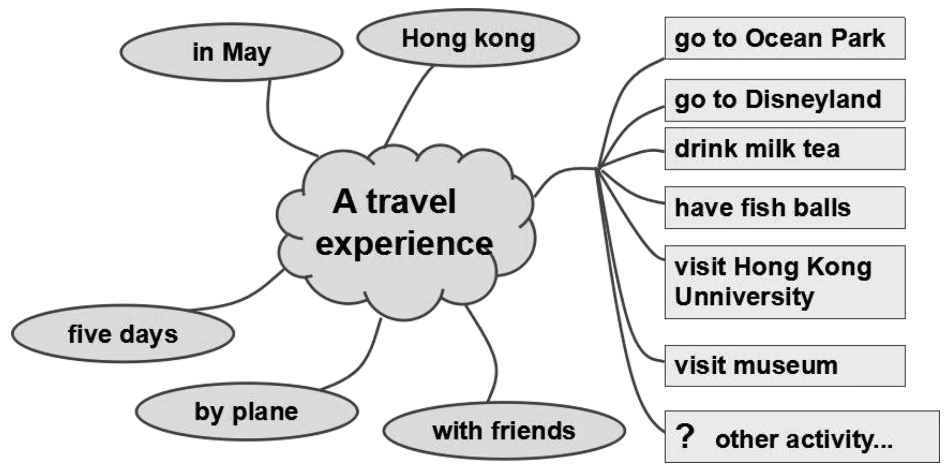 in May
Hong kong
A travel
experience
five days
by plane
with friends
go to Ocean Park
go to Disneyland
drink milk tea
have fish balls
visit Hong Kong
Unniversity
visit museum
? other activity...